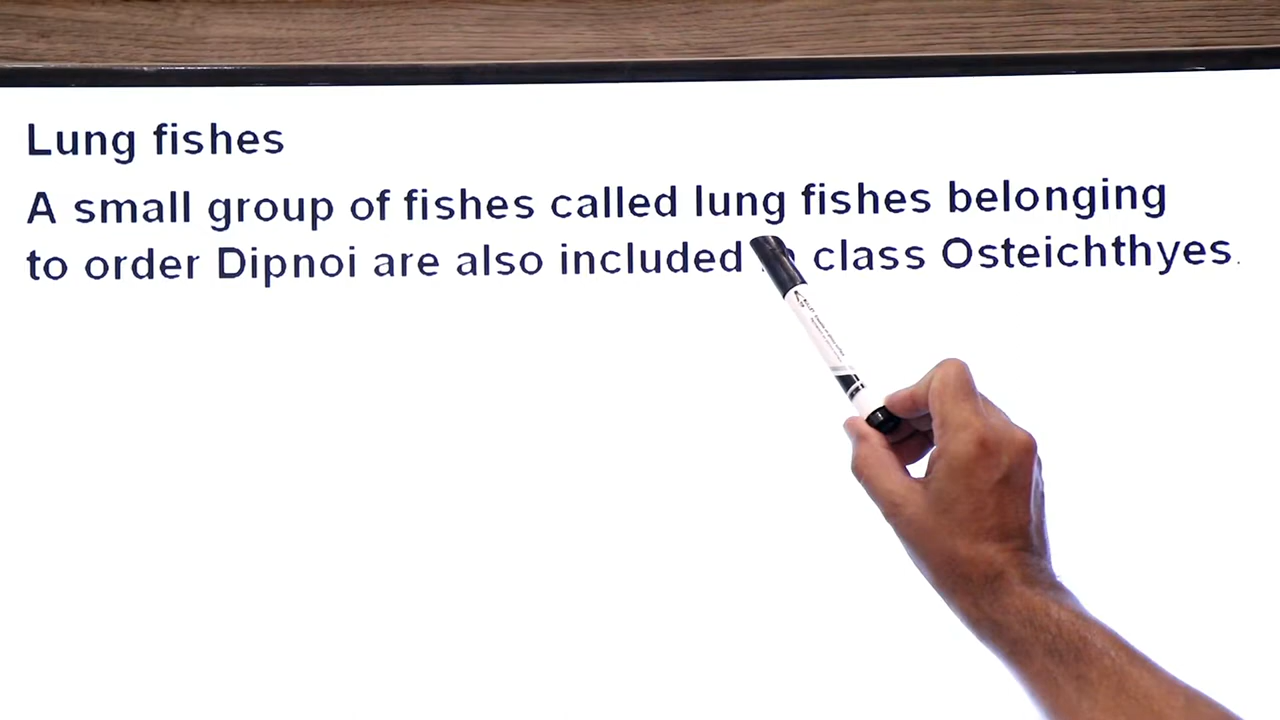 Lung fishes
A small group of fishes called lung fishes belonging
to order Dipnoi are also included class Osteichthyes.